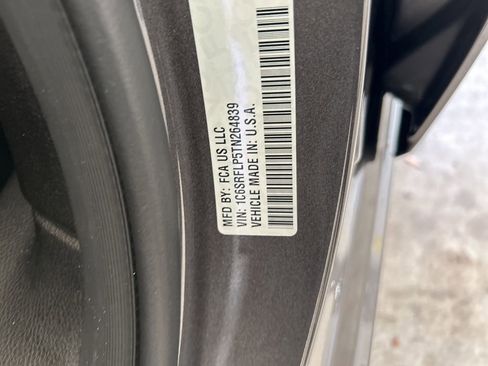 MFD BY: FCA US LLC
VIN: 1C6SRFLP5TN264839
VEHICLE MADE IN: U.S.A.